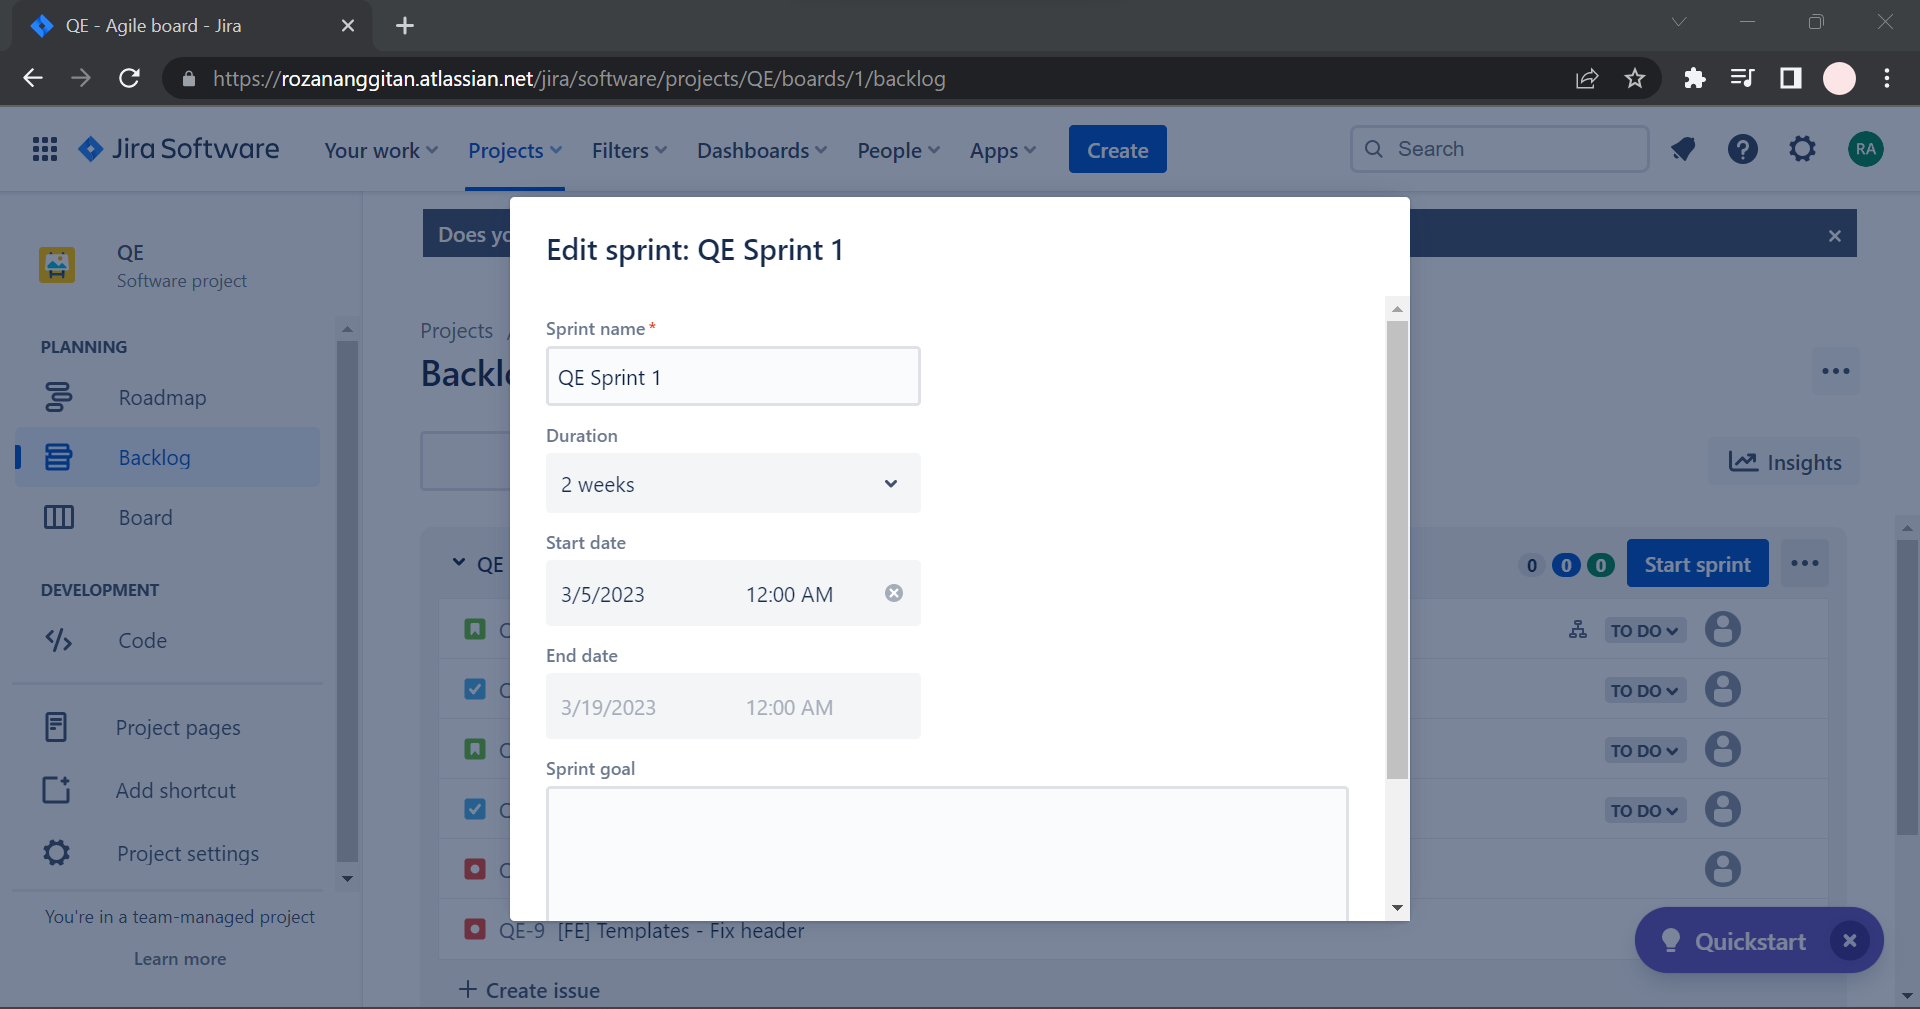 QE - Agile board - Jira
https://rozananggitan.atlassian.net/jira/software/projects/QE/boards/1/backlog
Jira Software
Your work
Projects
Filters
Dashboards
People
Apps
Create
Search
RA
QE
Software project
PLANNING
Roadmap
Backlog
Board
DEVELOPMENT
Code
Project pages
Add shortcut
Project settings
You're in a team-managed project
Learn more
Does yo
Projects /
Backl
Insights
QE
0 0 0
Start sprint
TO DO
TO DO
TO DO
TO DO
QE-9 [FE] Templates - Fix header
+ Create issue
Quickstart
Edit sprint: QE Sprint 1
Sprint name *
QE Sprint 1
Duration
2 weeks
Start date
3/5/2023 12:00 AM
End date
3/19/2023 12:00 AM
Sprint goal